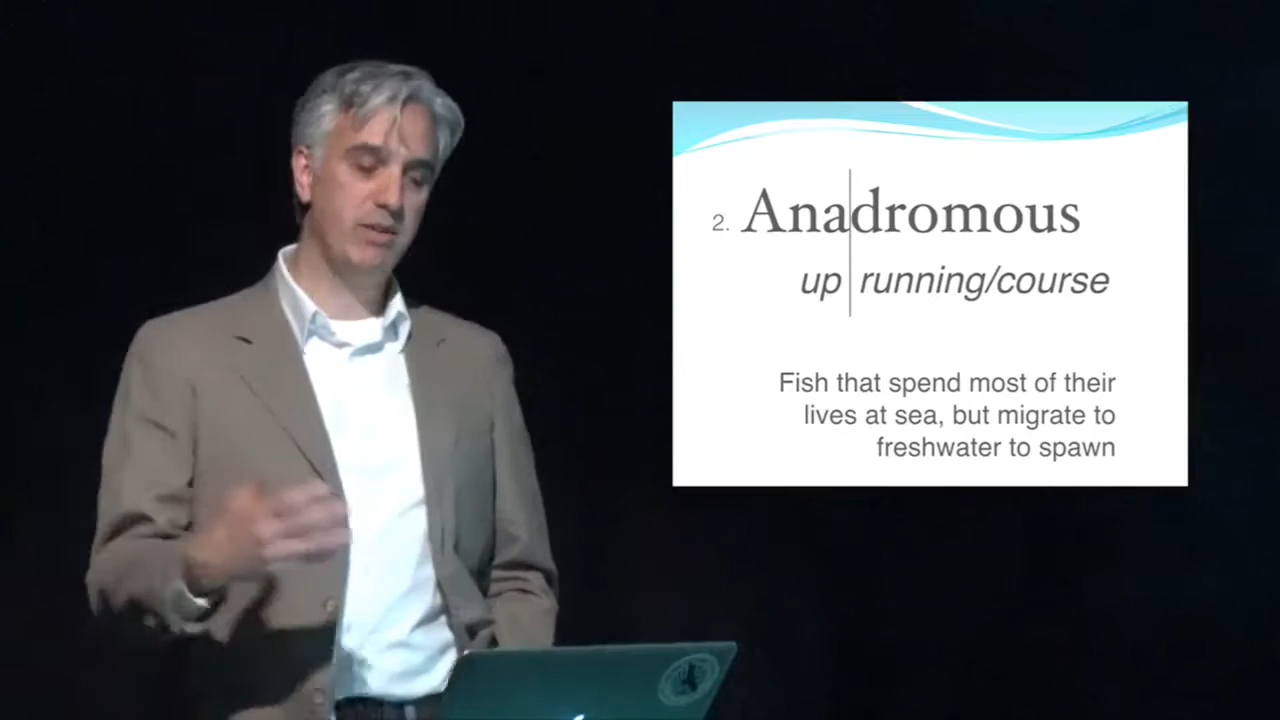 2. Anadromous
up running/course
Fish that spend most of their
lives at sea, but migrate to
freshwater to spawn